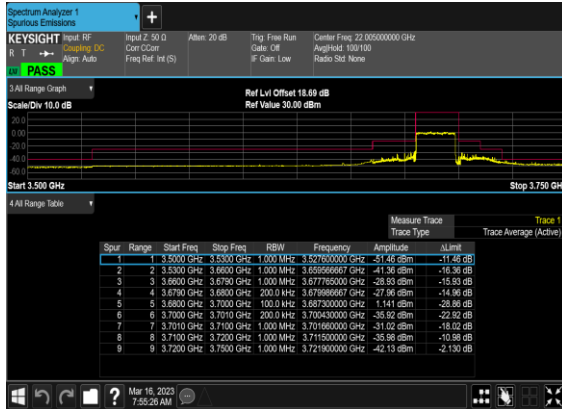 Spectrum Analyzer 1
Spurious Emissions
+
KEYSIGHT Input: RF Input Z: 50 Ω Atten: 20 dB Trig: Free Run Center Freq: 22.005000000 GHz
R T Coupling: DC Corr CCorr Gate: Off Avg|Hold: 100/100
Align: Auto Freq Ref: Int (S) IF Gain: Low Radio Std: None
PASS
3 All Range Graph
Ref Lvl Offset 18.69 dB
Scale/Div 10.0 dB Ref Value 30.00 dBm
20.0
0.00
-20.0
-40.0
-60.0
Start 3.500 GHz Stop 3.750 GH
4 All Range Table
Measure Trace Trace 1
Trace Type Trace Average (Active)
Spur Range Start Freq Stop Freq RBW Frequency Amplitude ΔLimit
1 1 3.5000 GHz 3.5300 GHz 1.000 MHz 3.527600000 GHz -51.46 dBm -11.46 dB
2 2 3.5300 GHz 3.6600 GHz 1.000 MHz 3.659566667 GHz -41.36 dBm -16.36 dB
3 3 3.6600 GHz 3.6790 GHz 1.000 MHz 3.677765000 GHz -28.93 dBm -15.93 dB
4 4 3.6790 GHz 3.6800 GHz 200.0 kHz 3.679986667 GHz -27.96 dBm -14.96 dB
5 5 3.6800 GHz 3.7000 GHz 100.0 kHz 3.687300000 GHz 1.141 dBm -28.86 dB
6 6 3.7000 GHz 3.7010 GHz 200.0 kHz 3.700430000 GHz -35.92 dBm -22.92 dB
7 7 3.7010 GHz 3.7100 GHz 1.000 MHz 3.701660000 GHz -31.02 dBm -18.02 dB
8 8 3.7100 GHz 3.7200 GHz 1.000 MHz 3.711500000 GHz -35.98 dBm -10.98 dB
9 9 3.7200 GHz 3.7500 GHz 1.000 MHz 3.721900000 GHz -42.13 dBm -2.130 dB
? Mar 16, 2023
7:55:26 AM